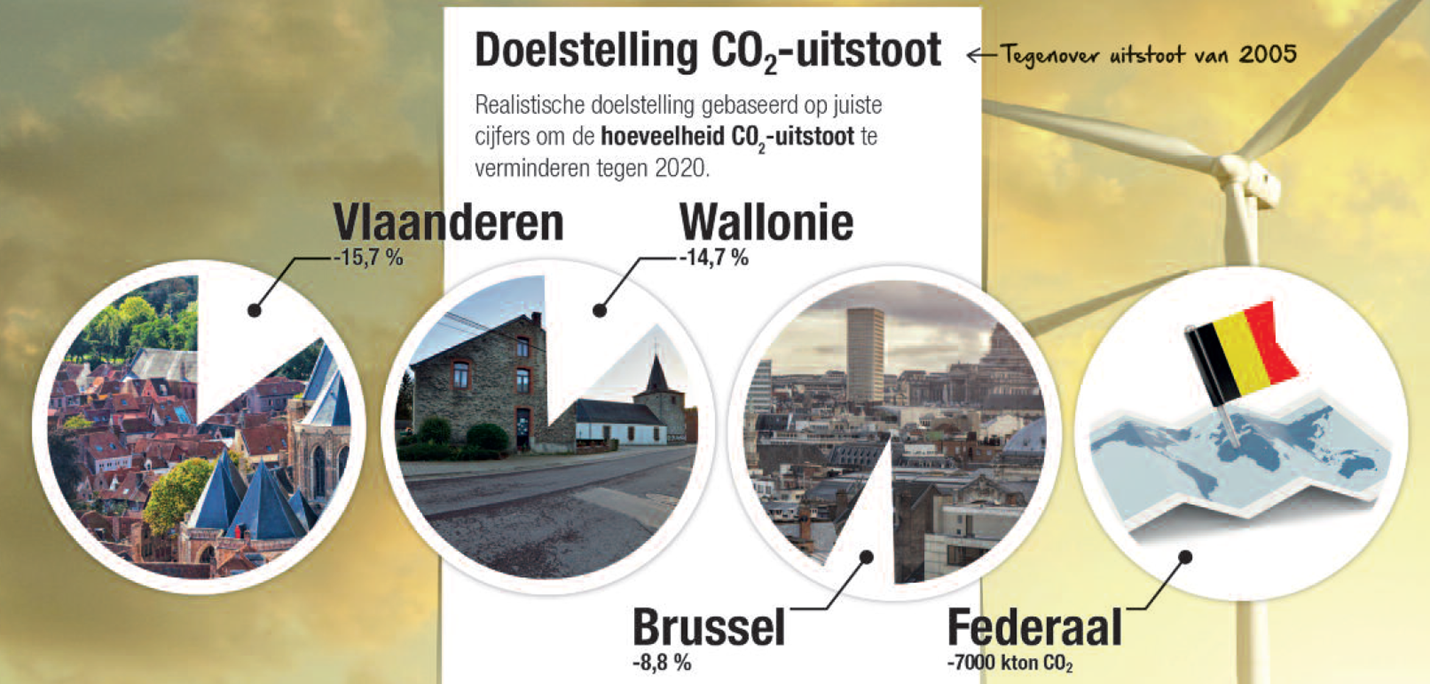 Doelstelling CO₂-uitstoot
Tegenover uitstoot van 2005
Realistische doelstelling gebaseerd op juiste
cijfers om de hoeveelheid CO₂-uitstoot te
verminderen tegen 2020.
Vlaanderen
-15,7 %
Wallonie
-14,7 %
Brussel
-8,8 %
Federaal
-7000 kton CO₂